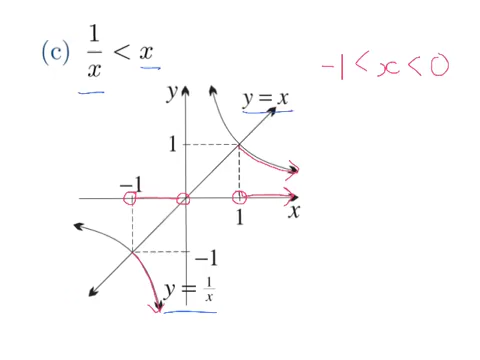 (c) 1/x < x
-1 < x < 0
y
y = x
1
-1
1
x
-1
y = 1/x